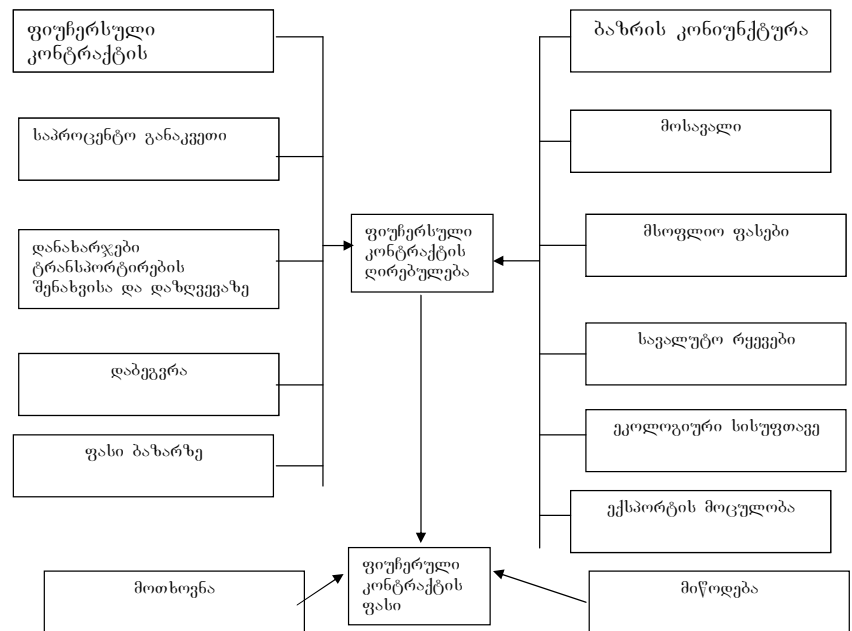 ფიუჩერსული
კონტრაქტის
საპროცენტო განაკვეთი
დანახარჯები
ტრანსპორტირების
შენახვისა და დაზღვევაზე
დაბეგვრა
ფასი ბაზარზე
ფიუჩერსული
კონტრაქტის
ღირებულება
ბაზრის კონიუნქტურა
მოსავალი
მსოფლიო ფასები
სავალუტო რყევები
ეკოლოგიური სისუფთავე
ექსპორტის მოცულობა
მოთხოვნა
ფიუჩერული
კონტრაქტის
ფასი
მიწოდება